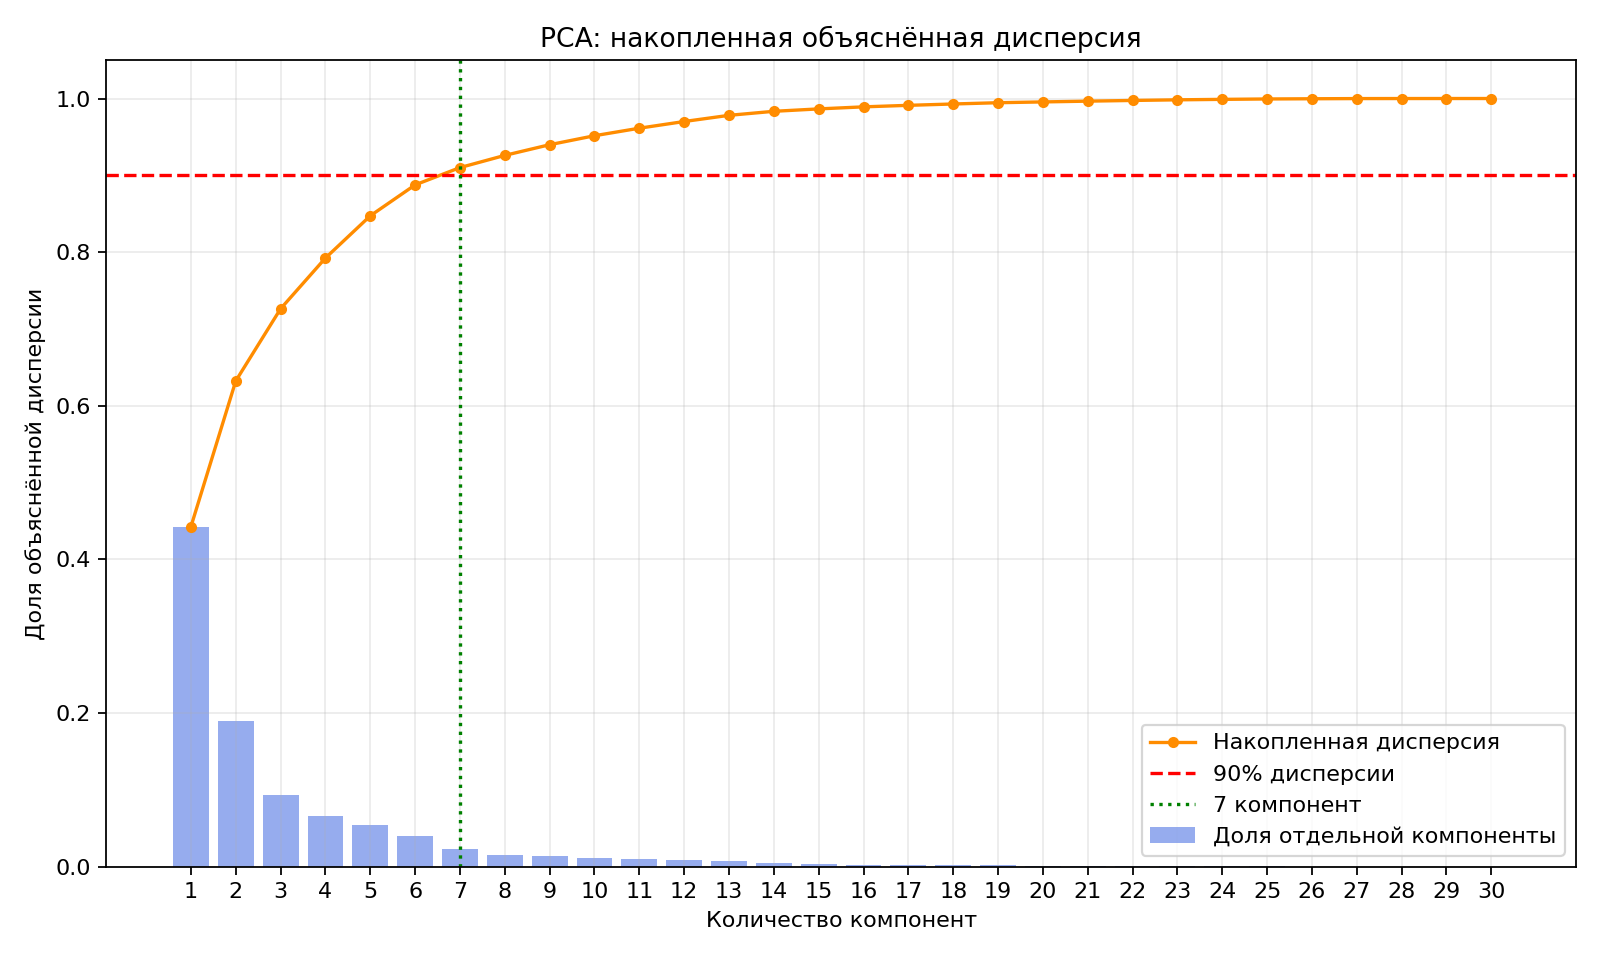 PCA: накопленная объяснённая дисперсия
Доля объяснённой дисперсии
1.0
0.8
0.6
0.4
0.2
0.0
1 2 3 4 5 6 7 8 9 10 11 12 13 14 15 16 17 18 19 20 21 22 23 24 25 26 27 28 29 30
Количество компонент
Накопленная дисперсия
90% дисперсии
7 компонент
Доля отдельной компоненты